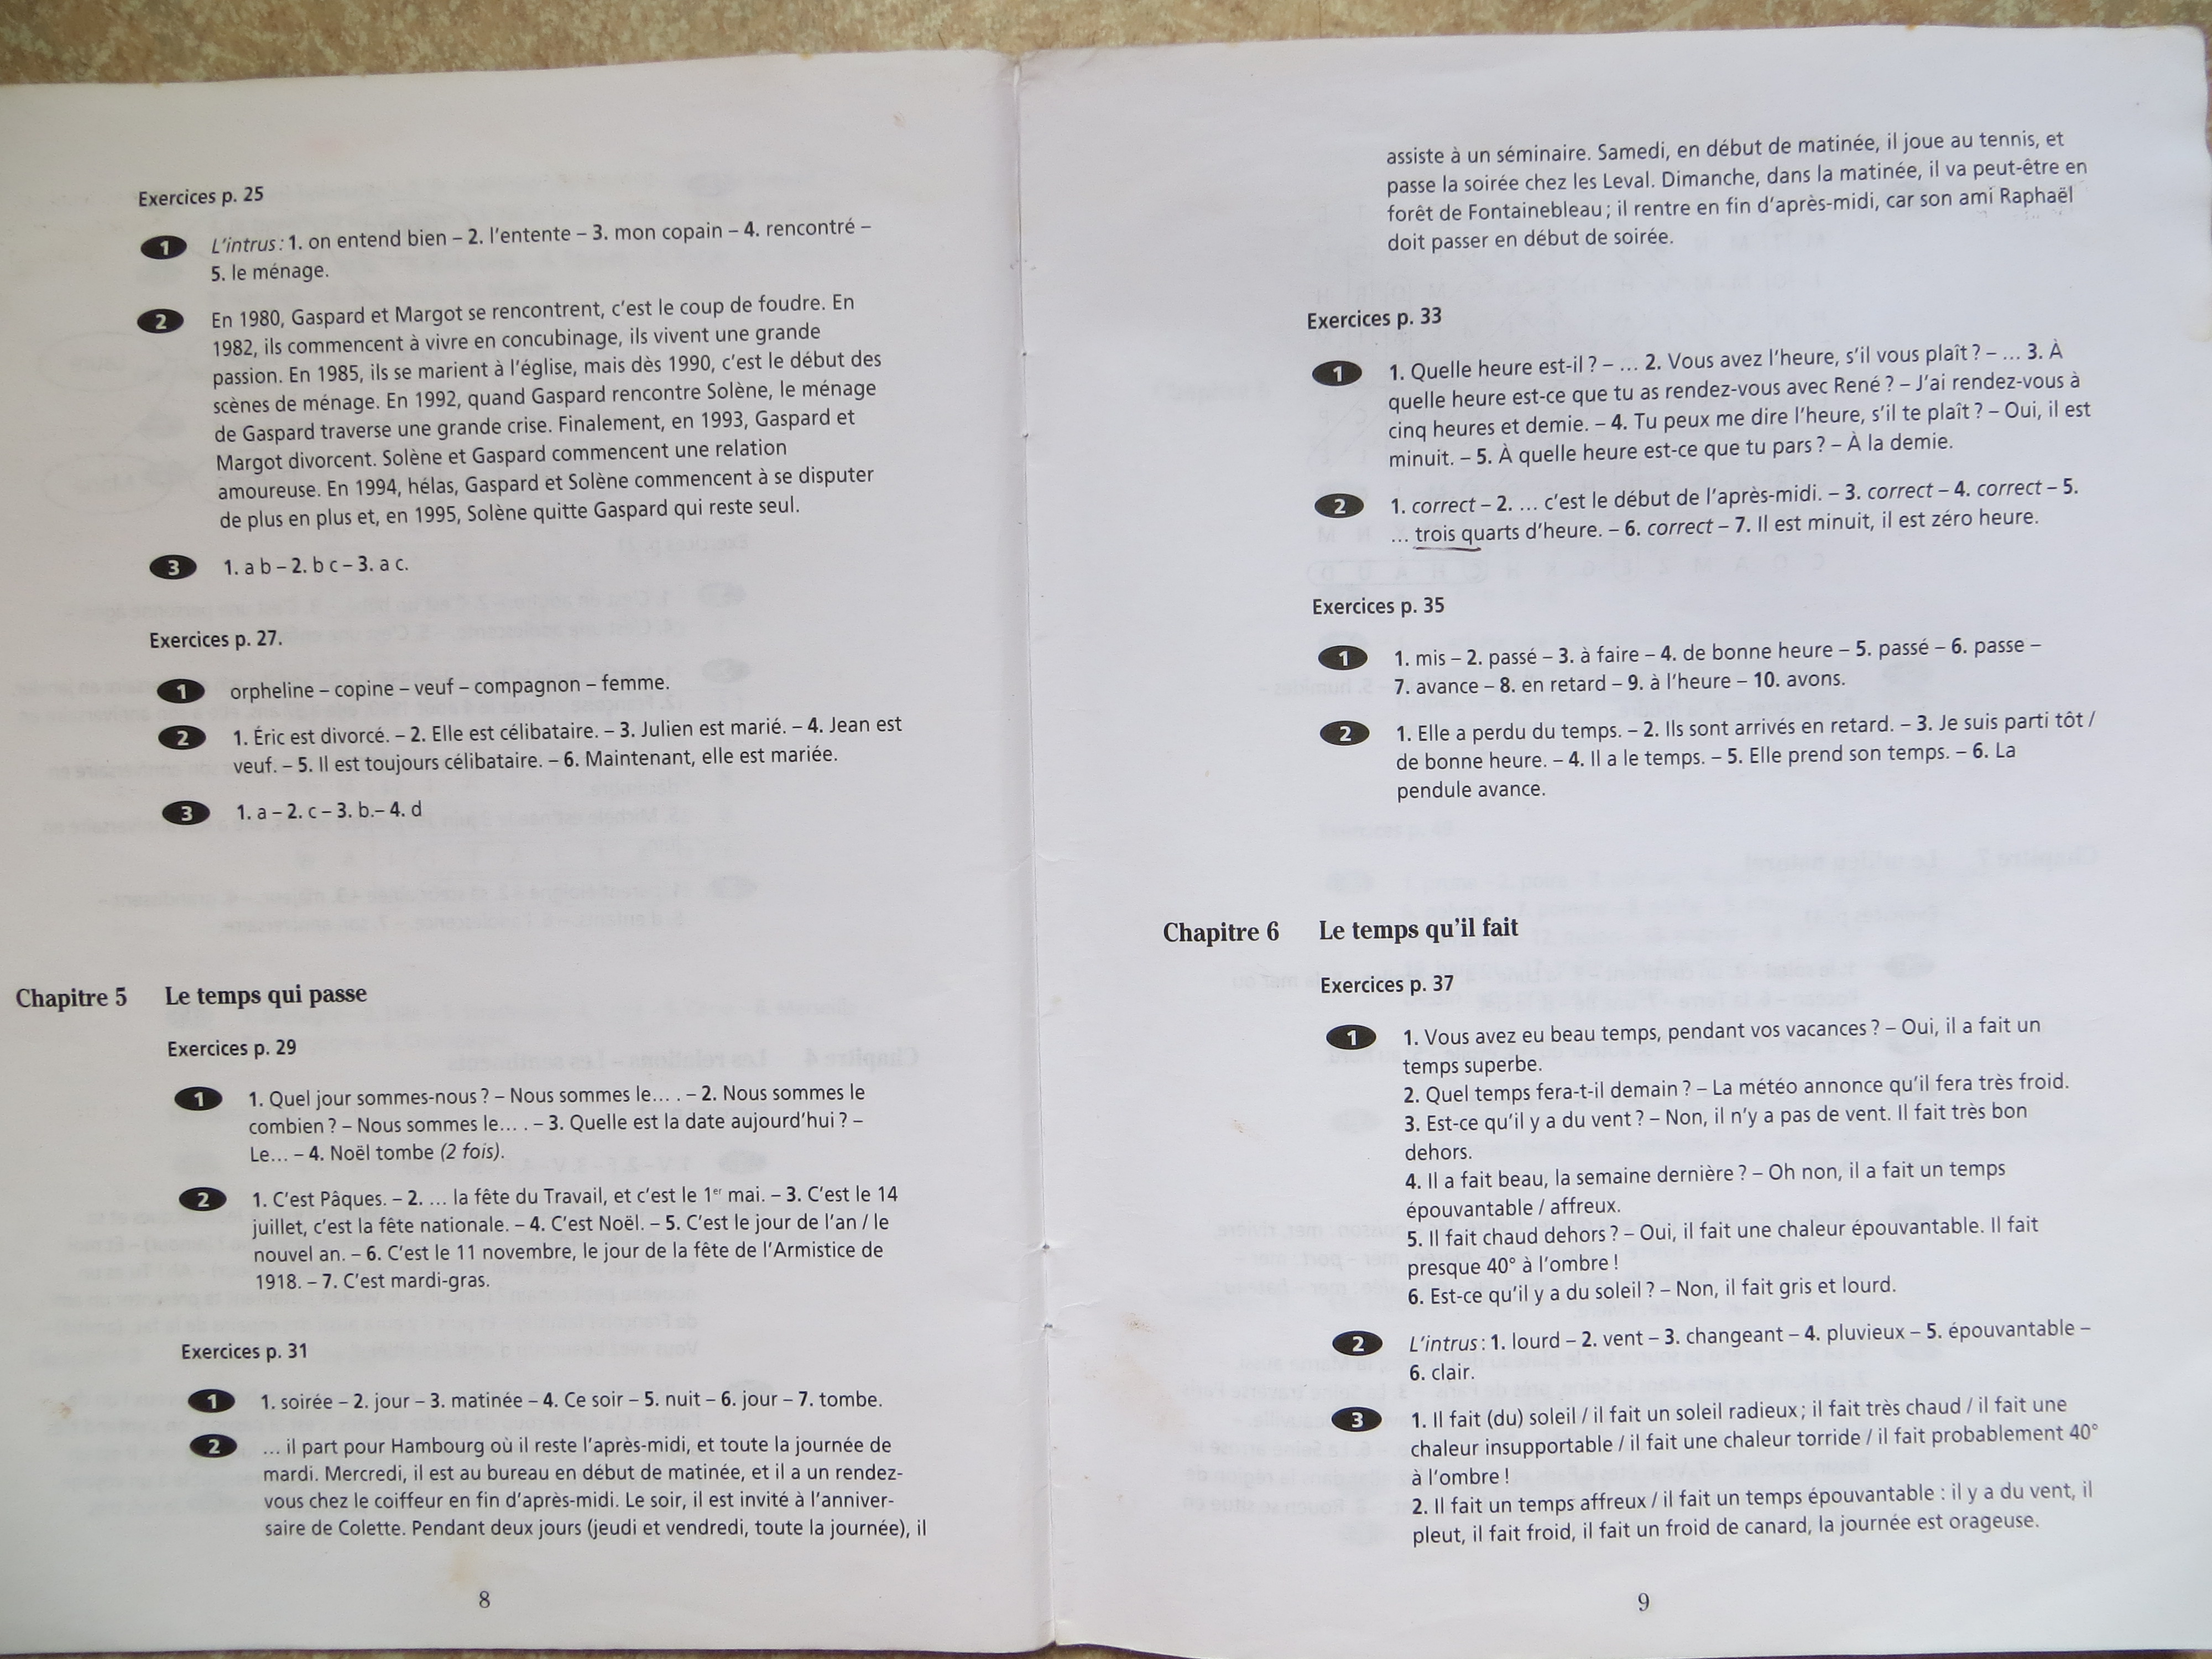 Exercices p. 25
1 L'intrus : 1. on entend bien – 2. l'entente – 3. mon copain – 4. rencontré –
5. le ménage.
2 En 1980, Gaspard et Margot se rencontrent, c'est le coup de foudre. En
1982, ils commencent à vivre en concubinage, ils vivent une grande
passion. En 1985, ils se marient à l'église, mais dès 1990, c'est le début des
scènes de ménage. En 1992, quand Gaspard rencontre Solène, le ménage
de Gaspard traverse une grande crise. Finalement, en 1993, Gaspard et
Margot divorcent. Solène et Gaspard commencent une relation
amoureuse. En 1994, hélas, Gaspard et Solène commencent à se disputer
de plus en plus et, en 1995, Solène quitte Gaspard qui reste seul.
3 1. a b – 2. b c – 3. a c.
Exercices p. 27.
1 orpheline – copine – veuf – compagnon – femme.
2 1. Éric est divorcé. – 2. Elle est célibataire. – 3. Julien est marié. – 4. Jean est
veuf. – 5. Il est toujours célibataire. – 6. Maintenant, elle est mariée.
3 1. a – 2. c – 3. b.– 4. d
Chapitre 5 Le temps qui passe
Exercices p. 29
1 1. Quel jour sommes-nous ? – Nous sommes le… . – 2. Nous sommes le
combien ? – Nous sommes le… . – 3. Quelle est la date aujourd'hui ? –
Le… – 4. Noël tombe (2 fois).
2 1. C'est Pâques. – 2. … la fête du Travail, et c'est le 1er mai. – 3. C'est le 14
juillet, c'est la fête nationale. – 4. C'est Noël. – 5. C'est le jour de l'an / le
nouvel an. – 6. C'est le 11 novembre, le jour de la fête de l'Armistice de
1918. – 7. C'est mardi-gras.
Exercices p. 31
1 1. soirée – 2. jour – 3. matinée – 4. Ce soir – 5. nuit – 6. jour – 7. tombe.
2 … il part pour Hambourg où il reste l'après-midi, et toute la journée de
mardi. Mercredi, il est au bureau en début de matinée, et il a un rendez-
vous chez le coiffeur en fin d'après-midi. Le soir, il est invité à l'anniver-
saire de Colette. Pendant deux jours (jeudi et vendredi, toute la journée), il
8
assiste à un séminaire. Samedi, en début de matinée, il joue au tennis, et
passe la soirée chez les Leval. Dimanche, dans la matinée, il va peut-être en
forêt de Fontainebleau ; il rentre en fin d'après-midi, car son ami Raphaël
doit passer en début de soirée.
Exercices p. 33
1 1. Quelle heure est-il ? – … 2. Vous avez l'heure, s'il vous plaît ? – … 3. À
quelle heure est-ce que tu as rendez-vous avec René ? – J'ai rendez-vous à
cinq heures et demie. – 4. Tu peux me dire l'heure, s'il te plaît ? – Oui, il est
minuit. – 5. À quelle heure est-ce que tu pars ? – À la demie.
2 1. correct – 2. … c'est le début de l'après-midi. – 3. correct – 4. correct – 5.
… trois quarts d'heure. – 6. correct – 7. Il est minuit, il est zéro heure.
Exercices p. 35
1 1. mis – 2. passé – 3. à faire – 4. de bonne heure – 5. passé – 6. passe –
7. avance – 8. en retard – 9. à l'heure – 10. avons.
2 1. Elle a perdu du temps. – 2. Ils sont arrivés en retard. – 3. Je suis parti tôt /
de bonne heure. – 4. Il a le temps. – 5. Elle prend son temps. – 6. La
pendule avance.
Chapitre 6 Le temps qu'il fait
Exercices p. 37
1 1. Vous avez eu beau temps, pendant vos vacances ? – Oui, il a fait un
temps superbe.
2. Quel temps fera-t-il demain ? – La météo annonce qu'il fera très froid.
3. Est-ce qu'il y a du vent ? – Non, il n'y a pas de vent. Il fait très bon
dehors.
4. Il a fait beau, la semaine dernière ? – Oh non, il a fait un temps
épouvantable / affreux.
5. Il fait chaud dehors ? – Oui, il fait une chaleur épouvantable. Il fait
presque 40° à l'ombre !
6. Est-ce qu'il y a du soleil ? – Non, il fait gris et lourd.
2 L'intrus : 1. lourd – 2. vent – 3. changeant – 4. pluvieux – 5. épouvantable –
6. clair.
3 1. Il fait (du) soleil / il fait un soleil radieux ; il fait très chaud / il fait une
chaleur insupportable / il fait une chaleur torride / il fait probablement 40°
à l'ombre !
2. Il fait un temps affreux / il fait un temps épouvantable : il y a du vent, il
pleut, il fait froid, il fait un froid de canard, la journée est orageuse.
9